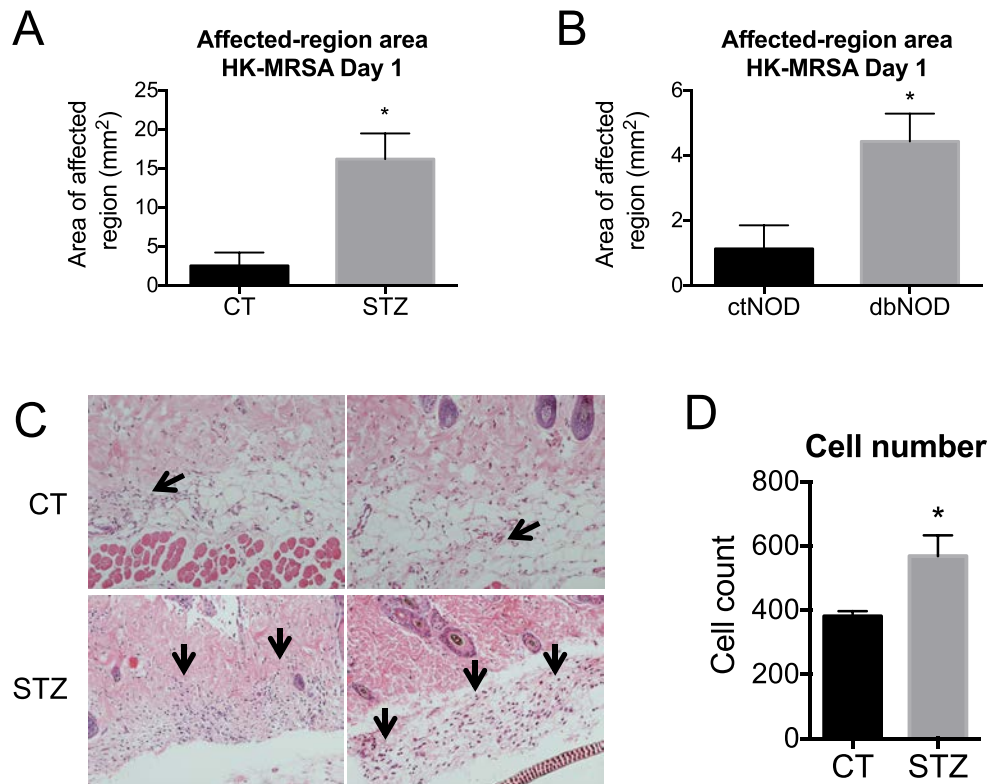 A
Affected-region area
HK-MRSA Day 1
Area of affected
region (mm²)
25
20
15
10
5
0
*
CT
STZ
B
Affected-region area
HK-MRSA Day 1
Area of affected
region (mm²)
6
4
2
0
*
ctNOD
dbNOD
C
CT
STZ
D
Cell number
Cell count
800
600
400
200
0
*
CT
STZ